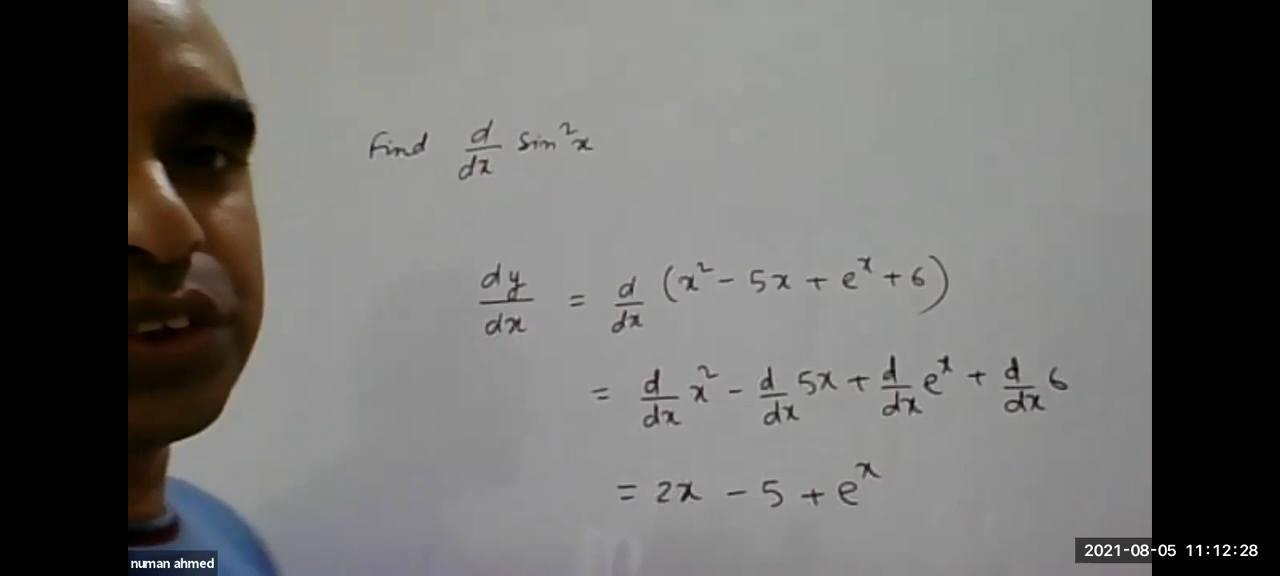 Find d/dx sin²x
dy/dx = d/dx (x² - 5x + eˣ + 6)
= d/dx x² - d/dx 5x + d/dx eˣ + d/dx 6
= 2x - 5 + eˣ
numan ahmed
2021-08-05 11:12:28